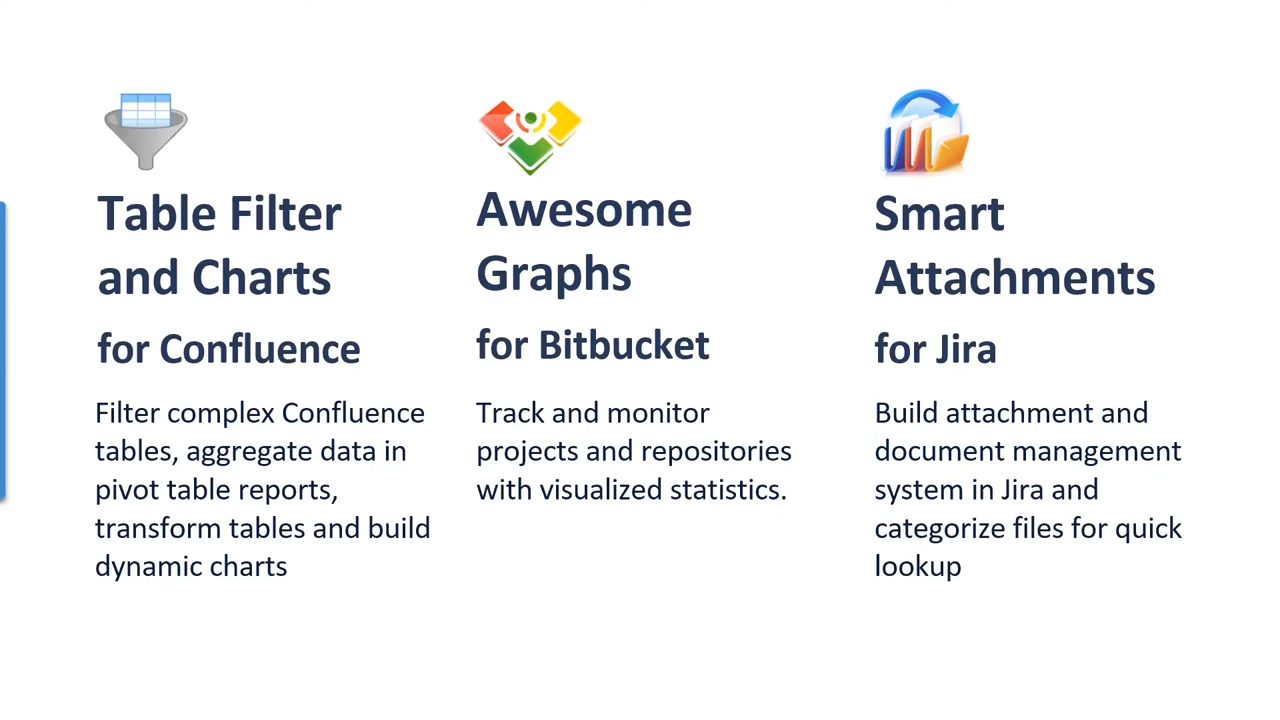 Table Filter
and Charts
for Confluence
Filter complex Confluence
tables, aggregate data in
pivot table reports,
transform tables and build
dynamic charts
Awesome
Graphs
for Bitbucket
Track and monitor
projects and repositories
with visualized statistics.
Smart
Attachments
for Jira
Build attachment and
document management
system in Jira and
categorize files for quick
lookup